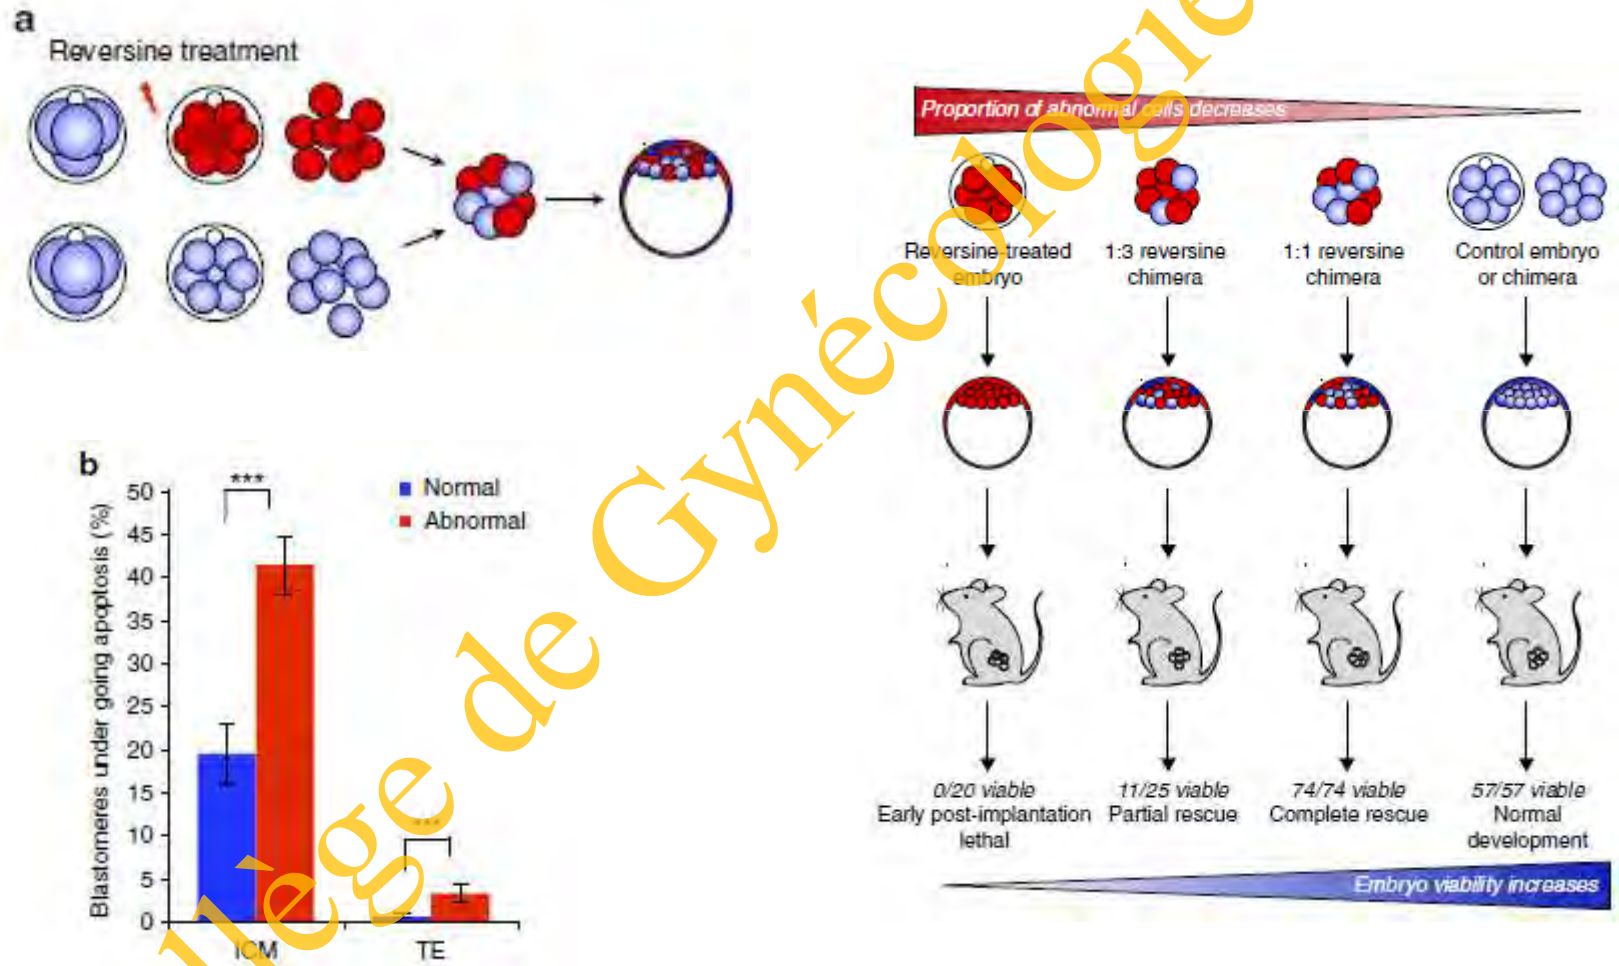 a
Reversine treatment
b
Blastomeres under going apoptosis (%)
50
45
40
35
30
25
20
15
10
5
0
***
***
Normal
Abnormal
ICM
TE
Proportion of abnormal cells decreases
Reversine-treated
embryo
1:3 reversine
chimera
1:1 reversine
chimera
Control embryo
or chimera
0/20 viable
Early post-implantation
lethal
11/25 viable
Partial rescue
74/74 viable
Complete rescue
57/57 viable
Normal
development
Embryo viability increases
llège de Gynécologie